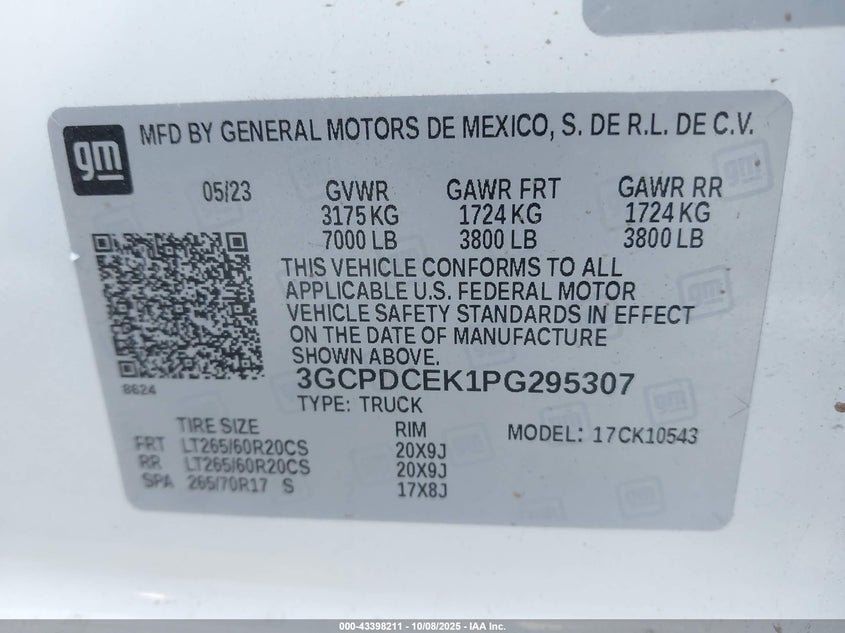 gm
MFD BY GENERAL MOTORS DE MEXICO, S. DE R.L. DE C.V.
05/23 GVWR GAWR FRT GAWR RR
3175 KG 1724 KG 1724 KG
7000 LB 3800 LB 3800 LB
THIS VEHICLE CONFORMS TO ALL
APPLICABLE U.S. FEDERAL MOTOR
VEHICLE SAFETY STANDARDS IN EFFECT
ON THE DATE OF MANUFACTURE
SHOWN ABOVE.
8624
3GCPDCEK1PG295307
TYPE: TRUCK
TIRE SIZE RIM MODEL: 17CK10543
FRT LT265/60R20CS 20X9J
RR LT265/60R20CS 20X9J
SPA 265/70R17 S 17X8J
000-43398211 - 10/08/2025 - IAA Inc.